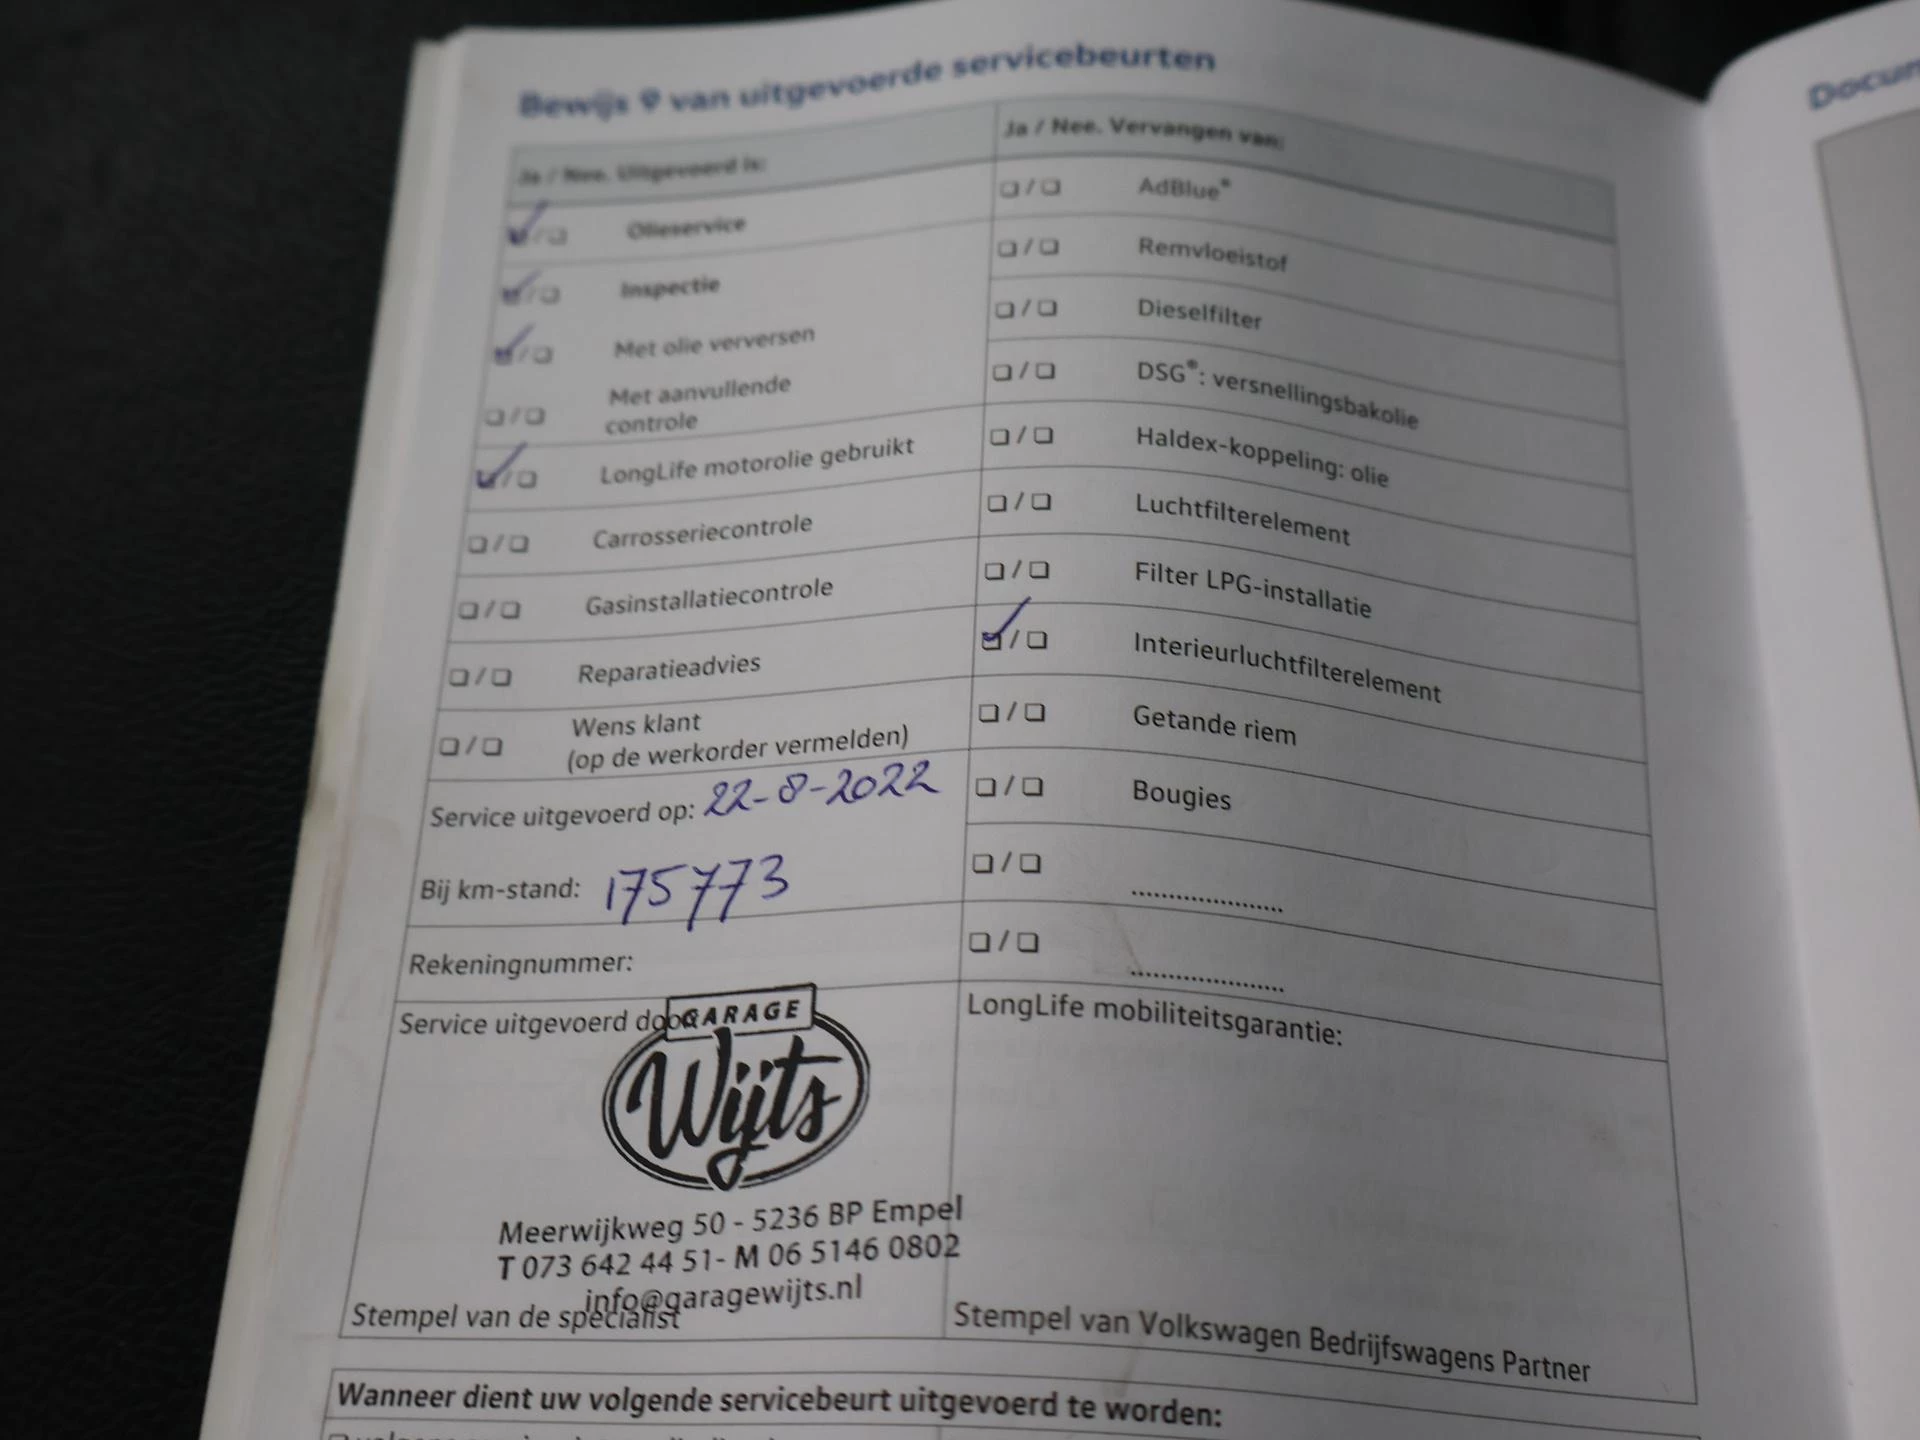 Bewijs 9 van uitgevoerde servicebeurten
Ja / Nee. Uitgevoerd is:
Olieservice
Inspectie
Met olie verversen
Met aanvullende
controle
LongLife motorolie gebruikt
Carrosseriecontrole
Gasinstallatiecontrole
Reparatieadvies
Wens klant
(op de werkorder vermelden)
Service uitgevoerd op: 22-8-2022
Bij km-stand: 175773
Rekeningnummer:
Service uitgevoerd door:
GARAGE
Wijts
Meerwijkweg 50 - 5236 BP Empel
T 073 642 44 51- M 06 5146 0802
info@garagewijts.nl
Stempel van de specialist
Ja / Nee. Vervangen van:
AdBlue®
Remvloeistof
Dieselfilter
DSG®: versnellingsbakolie
Haldex-koppeling: olie
Luchtfilterelement
Filter LPG-installatie
Interieurluchtfilterelement
Getande riem
Bougies
LongLife mobiliteitsgarantie:
Stempel van Volkswagen Bedrijfswagens Partner
Wanneer dient uw volgende servicebeurt uitgevoerd te worden: